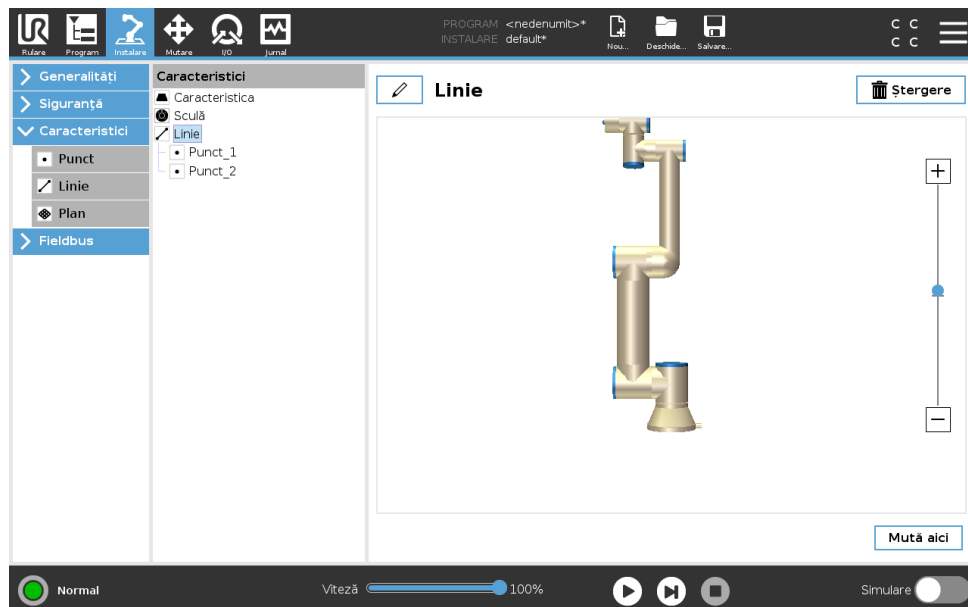 Rulare
Program
Instalare
Mutare
I/O
Jurnal
PROGRAM <nedenumit>*
INSTALARE default*
Nou...
Deschide...
Salvare...
C C
C C
Generalități
Siguranță
Caracteristici
Punct
Linie
Plan
Fieldbus
Caracteristici
Caracteristica
Sculă
Linie
Punct_1
Punct_2
Linie
Ștergere
Mută aici
Normal
Viteză
100%
Simulare